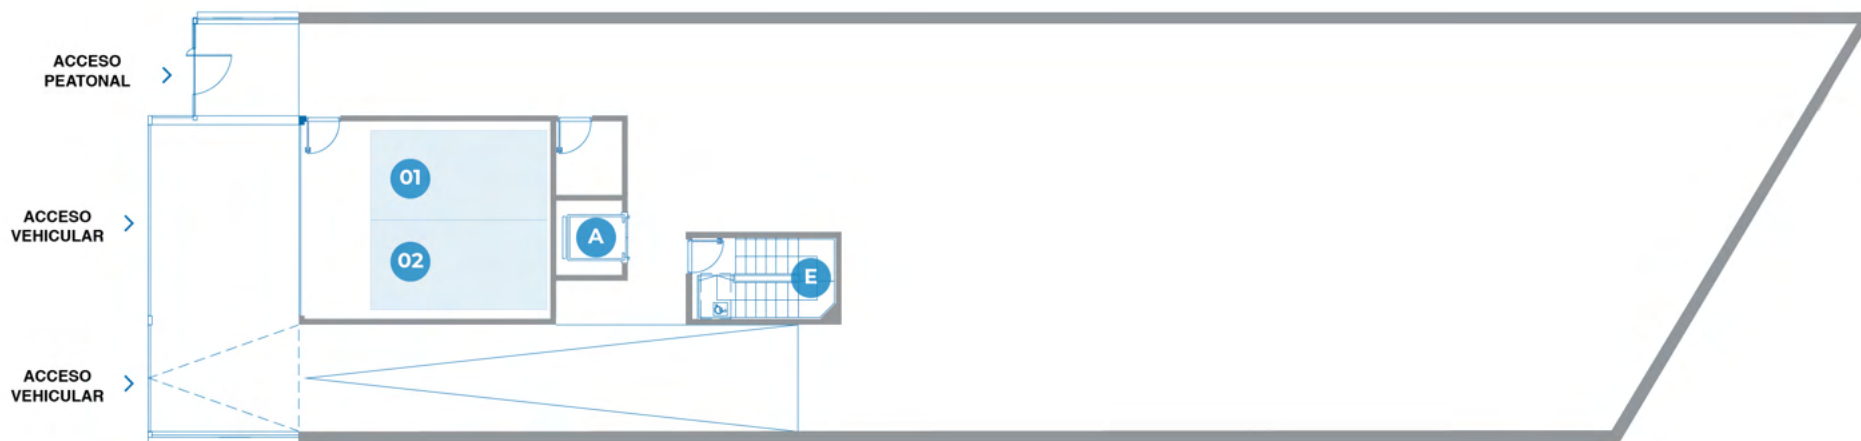 ACCESO
PEATONAL
01
ACCESO
VEHICULAR
A
02
E
ACCESO
VEHICULAR